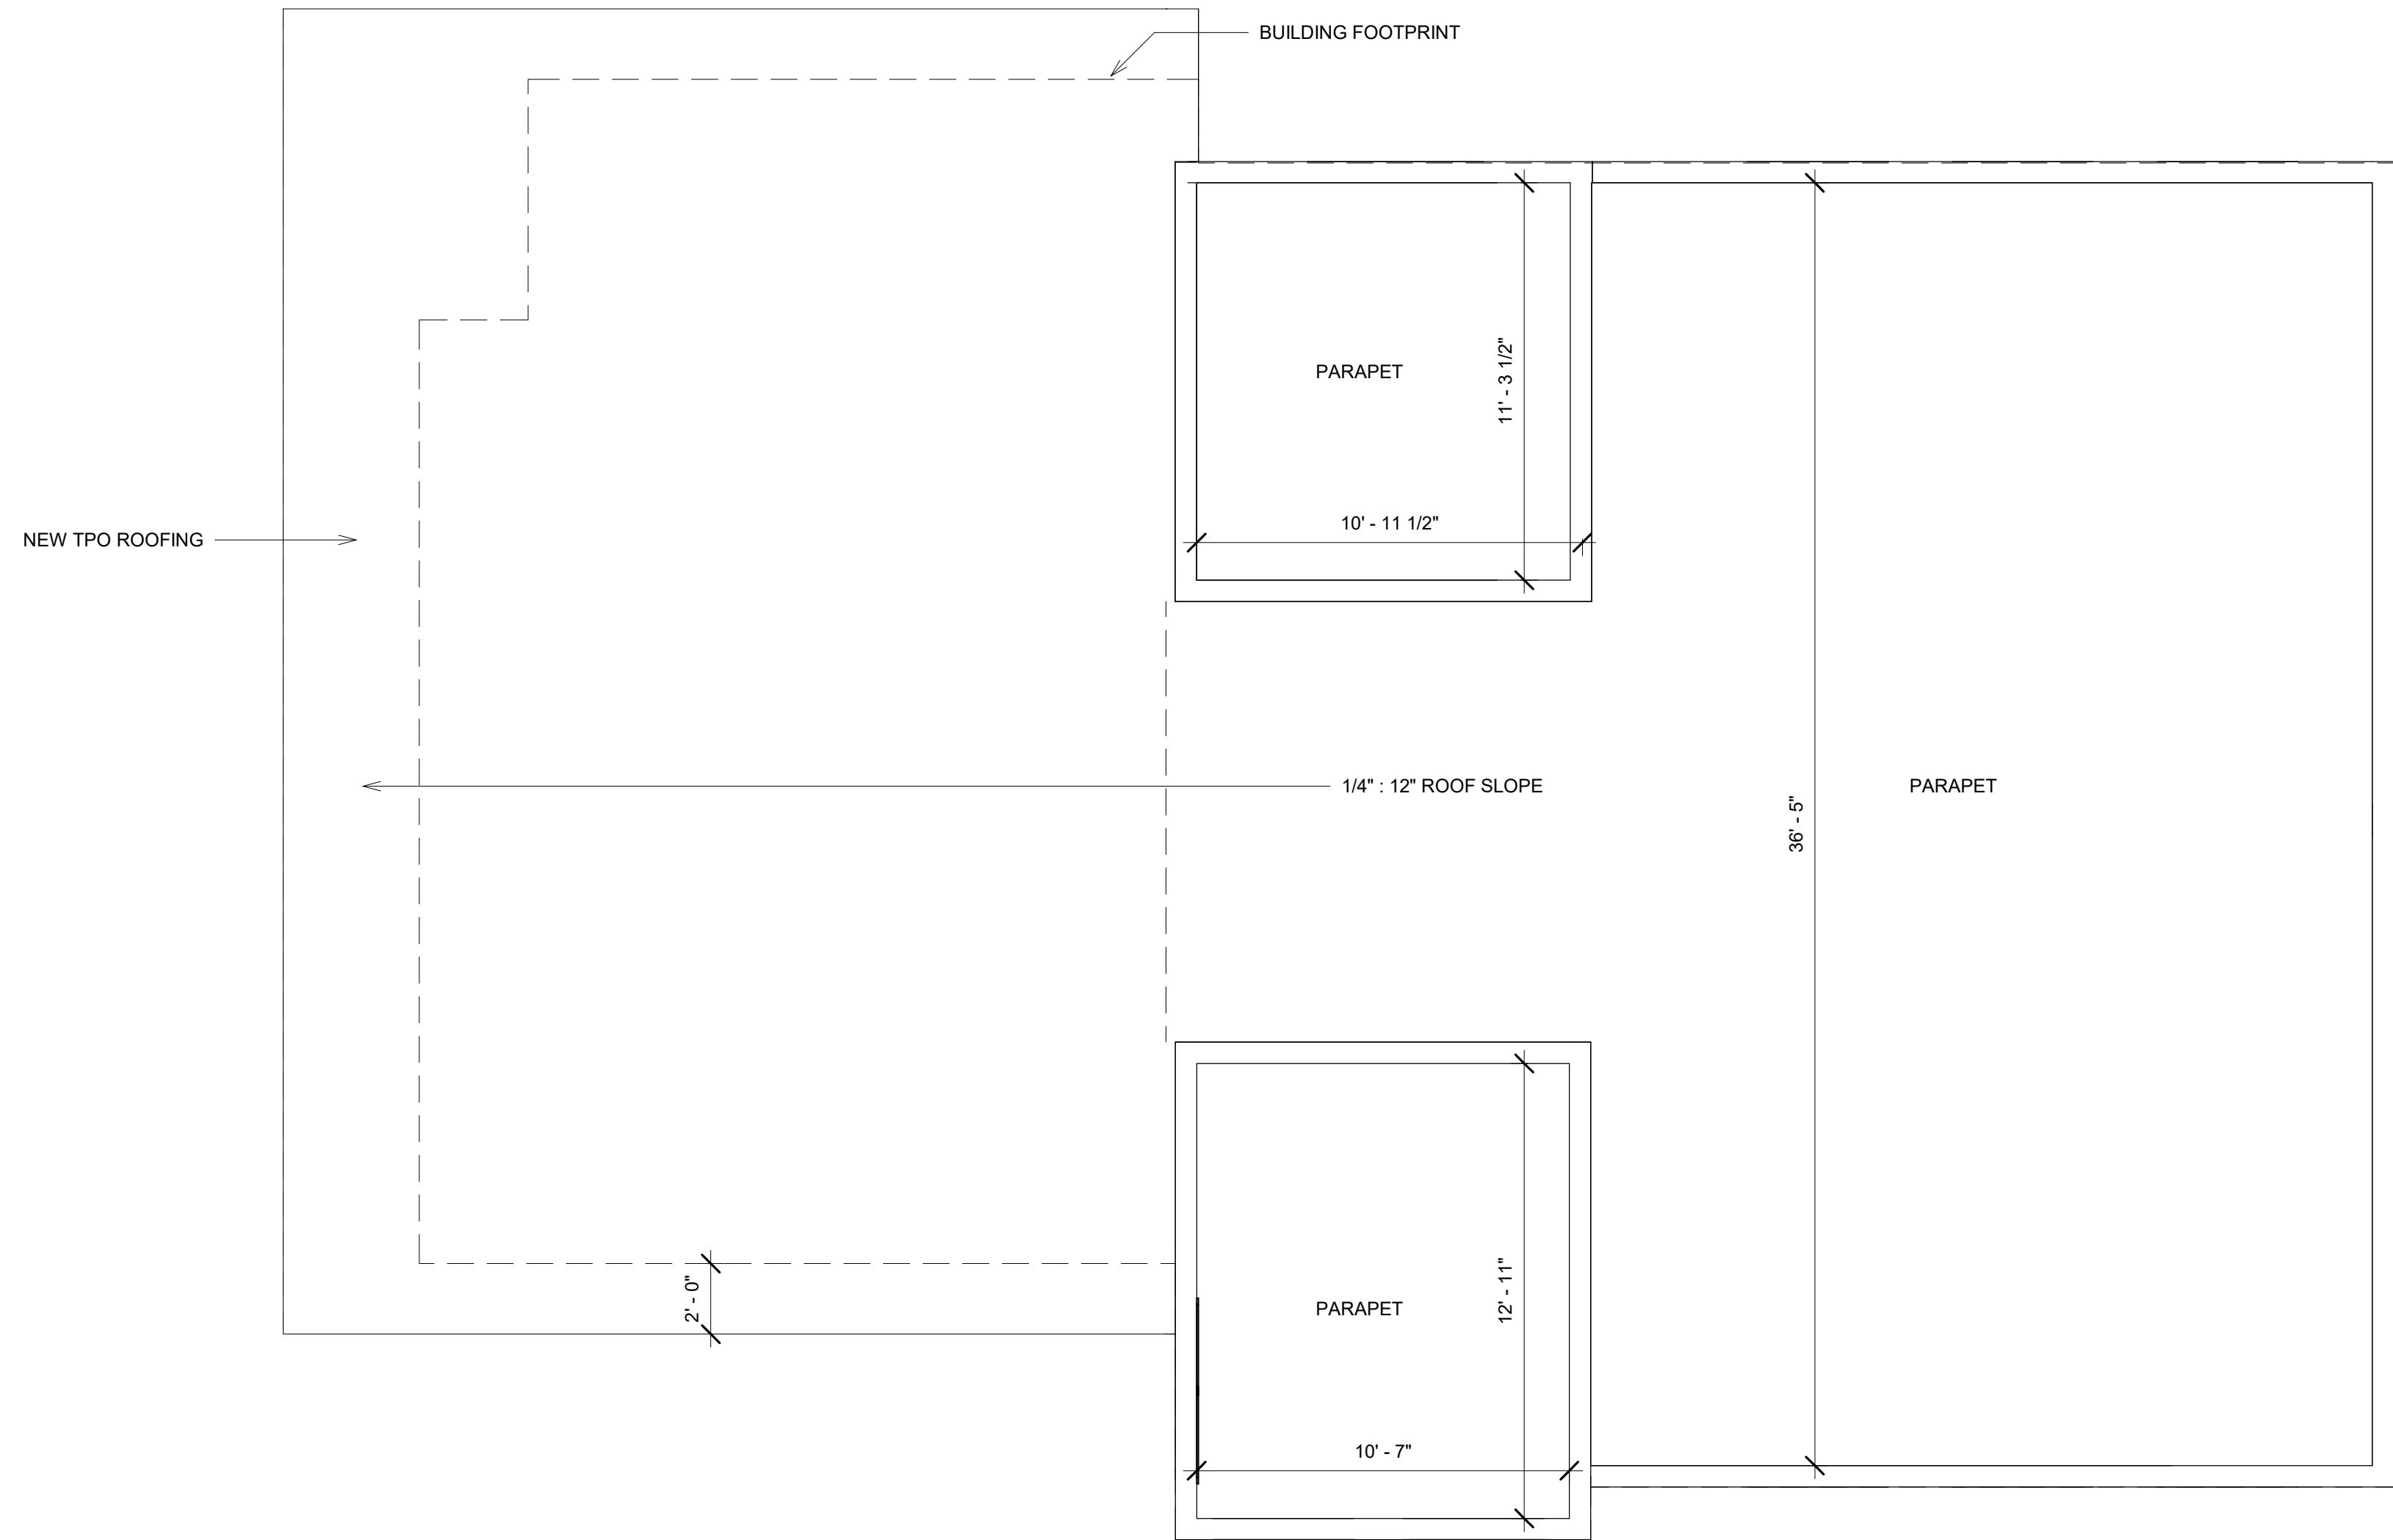 BUILDING FOOTPRINT
PARAPET
11' - 3 1/2"
10' - 11 1/2"
NEW TPO ROOFING
1/4" : 12" ROOF SLOPE
PARAPET
36' - 5"
2' - 0"
PARAPET
12' - 11"
10' - 7"